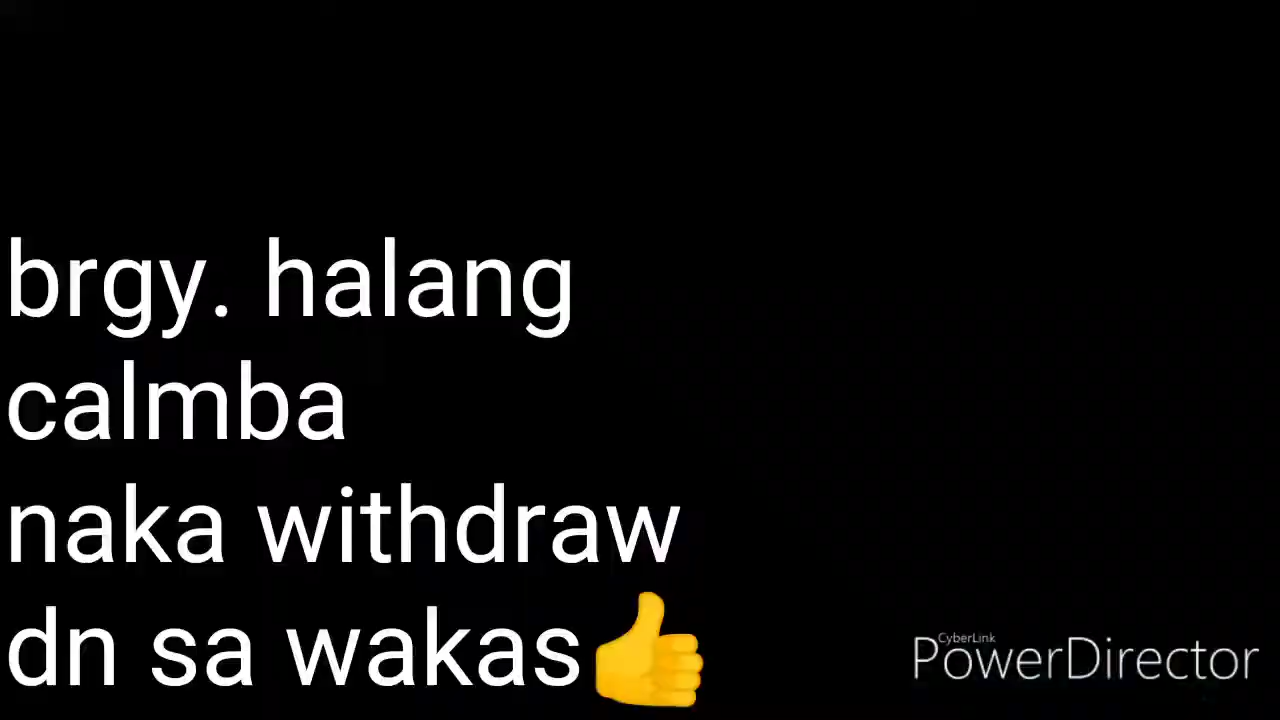 brgy. halang
calmba
naka withdraw
dn sa wakas👍
CyberLink
PowerDirector